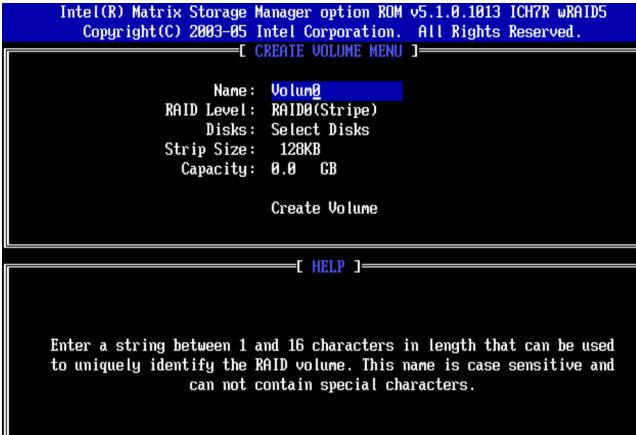 Intel(R) Matrix Storage Manager option ROM v5.1.0.1013 ICH7R wRAID5
Copyright(C) 2003-05 Intel Corporation. All Rights Reserved.
[ CREATE VOLUME MENU ]
Name: Volum0
RAID Level: RAID0(Stripe)
Disks: Select Disks
Strip Size: 128KB
Capacity: 0.0 GB
Create Volume
[ HELP ]
Enter a string between 1 and 16 characters in length that can be used
to uniquely identify the RAID volume. This name is case sensitive and
can not contain special characters.